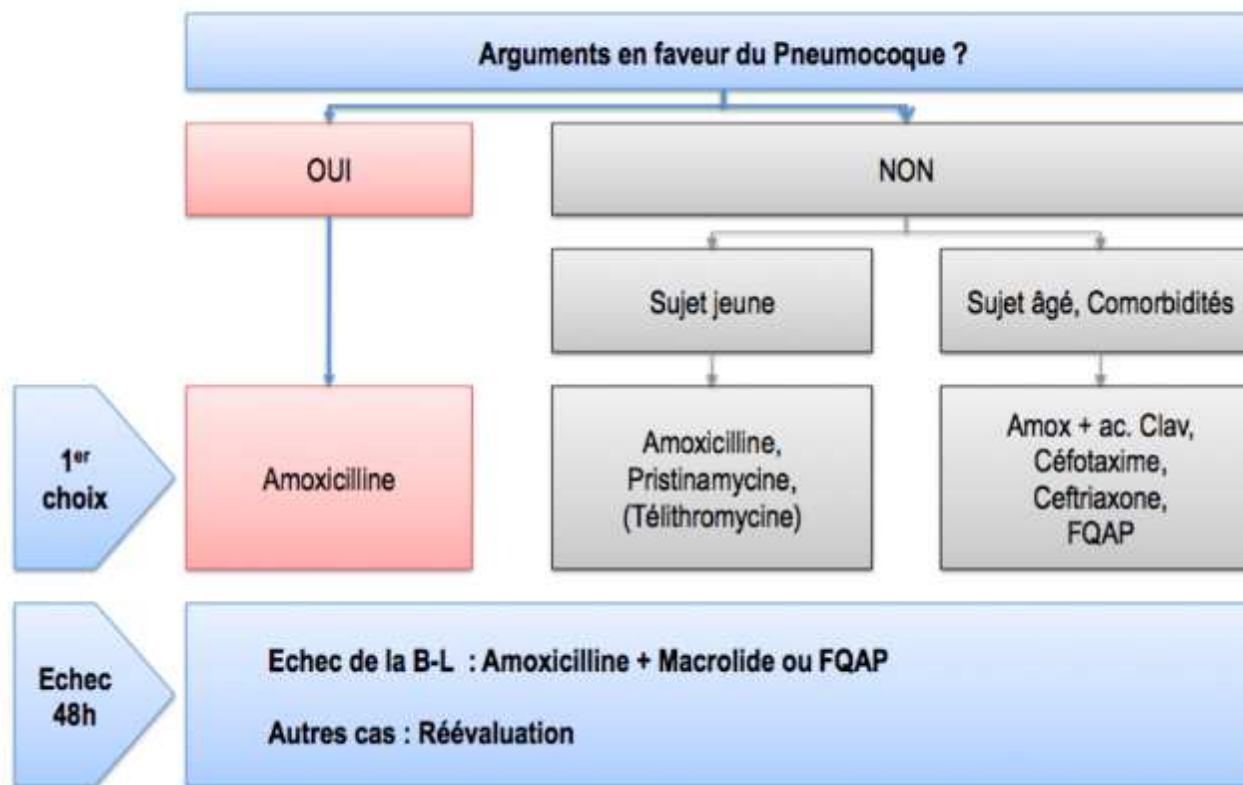 Arguments en faveur du Pneumocoque ?
OUI
NON
Sujet jeune
Sujet âgé, Comorbidités
1er
choix
Amoxicilline
Amoxicilline,
Pristinamycine,
(Télithromycine)
Amox + ac. Clav,
Céfotaxime,
Ceftriaxone,
FQAP
Echec
48h
Echec de la B-L : Amoxicilline + Macrolide ou FQAP
Autres cas : Réévaluation